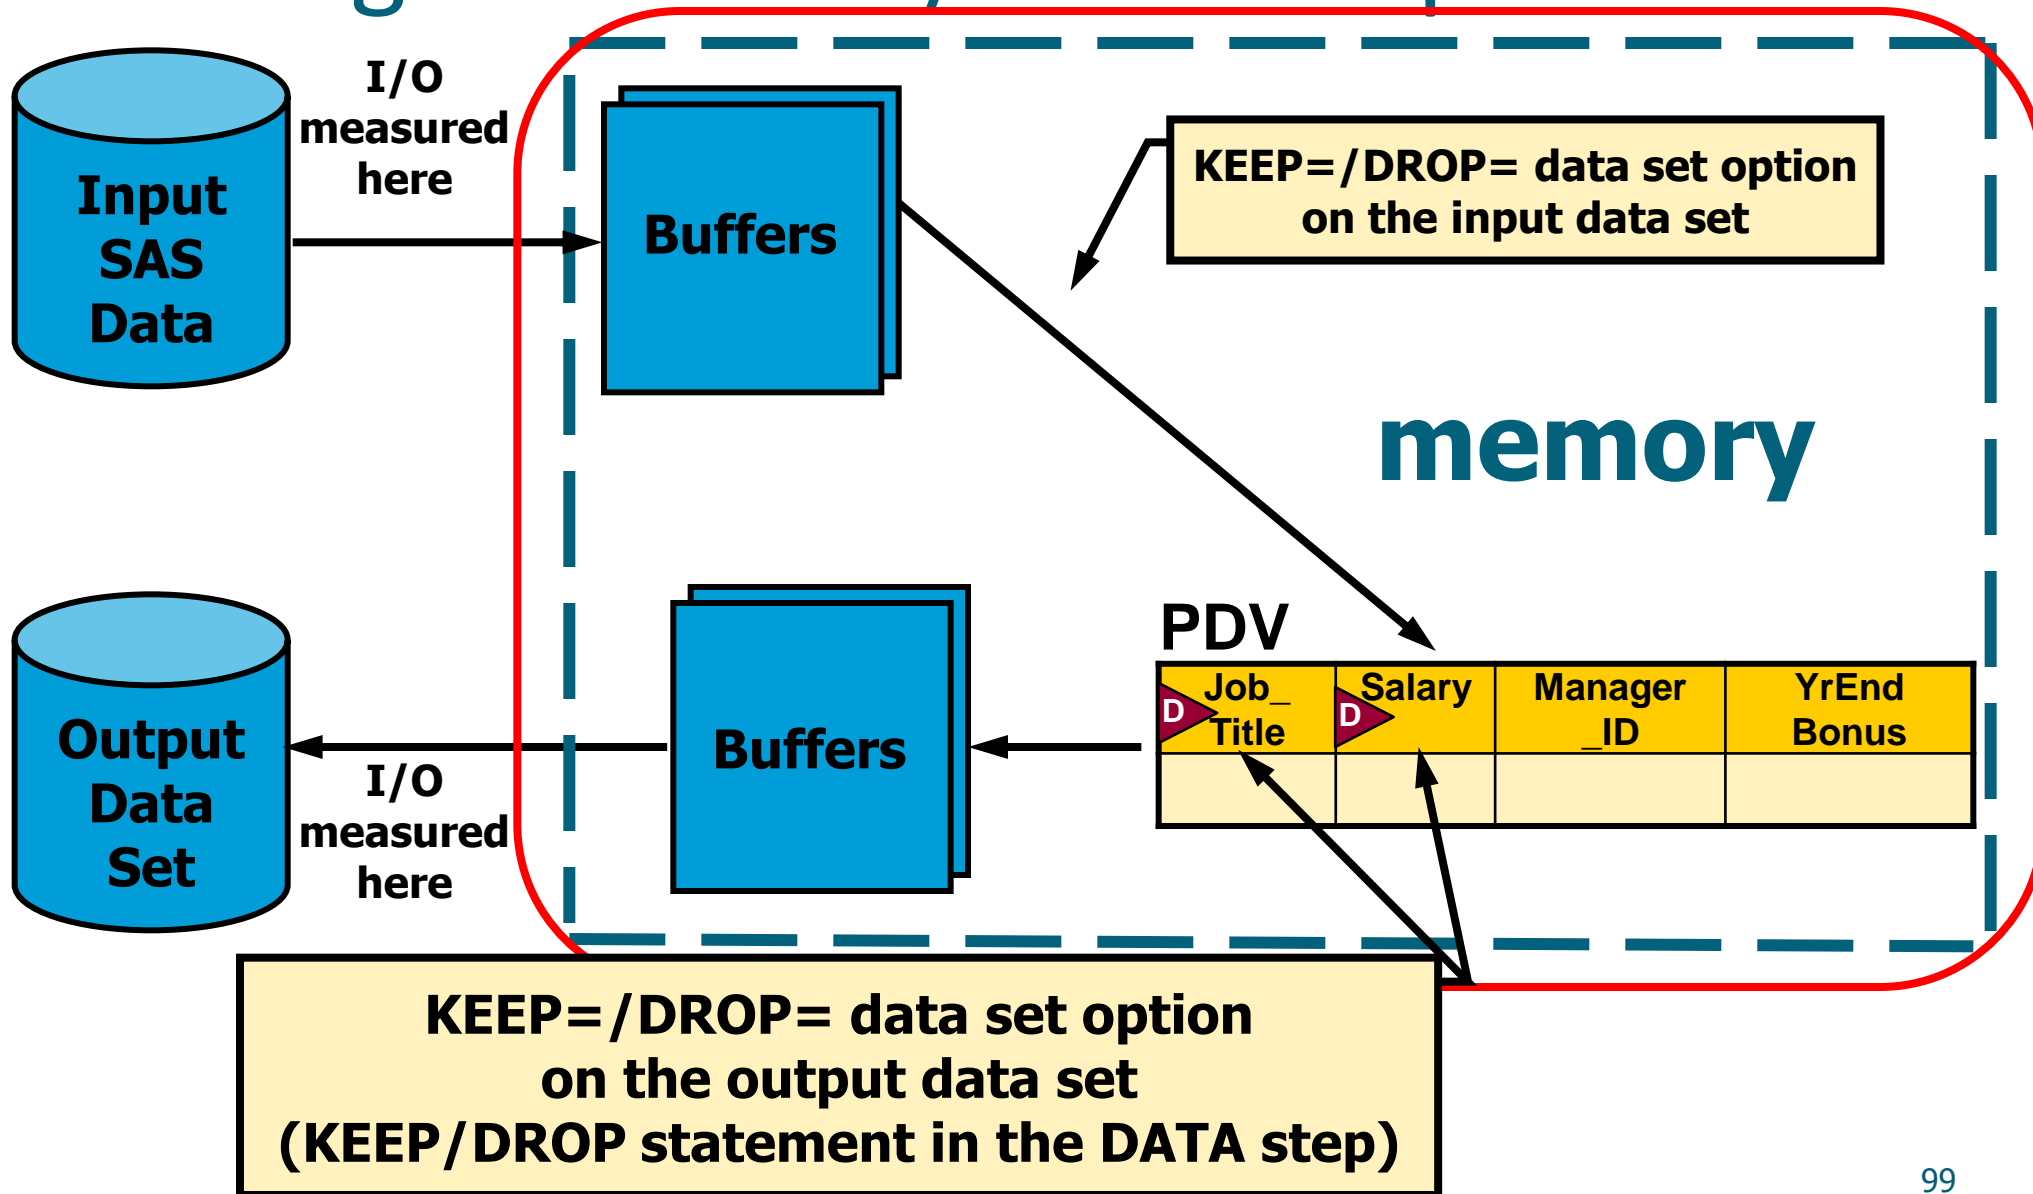 I/O
measured
here
Input
SAS
Data
Buffers
KEEP=/DROP= data set option
on the input data set
memory
PDV
Job_
Title
Salary
Manager
_ID
YrEnd
Bonus
D
D
Output
Data
Set
I/O
measured
here
Buffers
KEEP=/DROP= data set option
on the output data set
(KEEP/DROP statement in the DATA step)
99